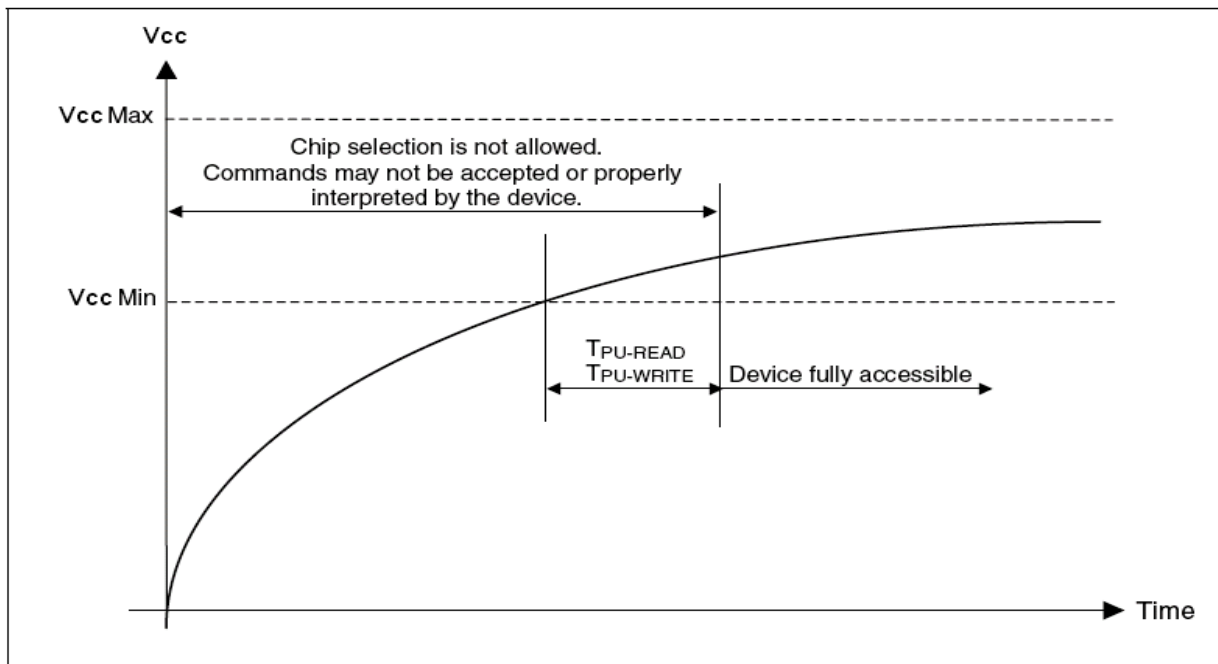 Vcc
Vcc Max
Chip selection is not allowed.
Commands may not be accepted or properly
interpreted by the device.
Vcc Min
TPU-READ
TPU-WRITE
Device fully accessible
Time